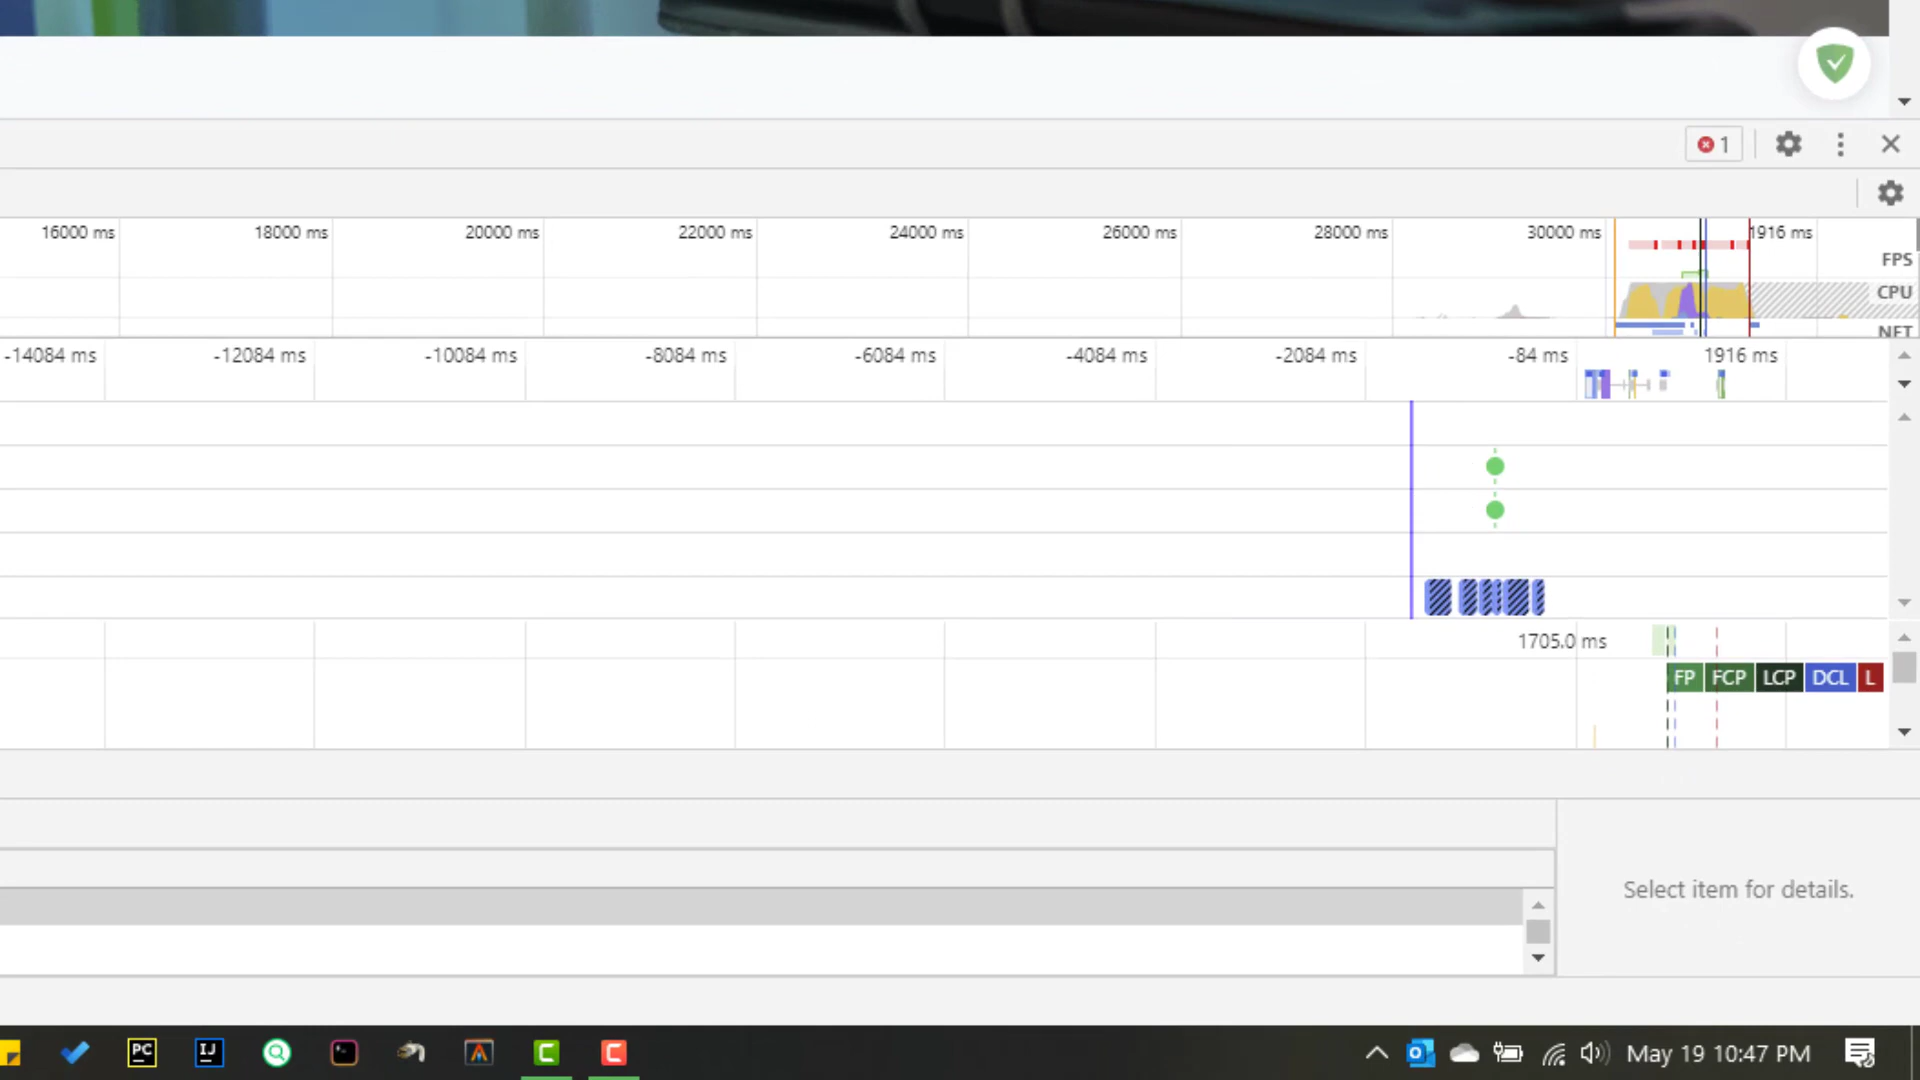 1
16000 ms 18000 ms 20000 ms 22000 ms 24000 ms 26000 ms 28000 ms 30000 ms 1916 ms
FPS
CPU
NET
-14084 ms -12084 ms -10084 ms -8084 ms -6084 ms -4084 ms -2084 ms -84 ms 1916 ms
1705.0 ms
FP FCP LCP DCL L
Select item for details.
PC IJ C C May 19 10:47 PM